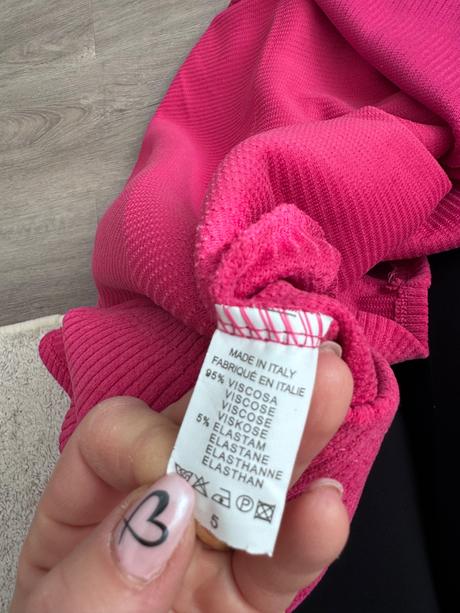 MADE IN ITALY
FABRIQUÉ EN ITALIE
95% VISCOSA
VISCOSE
VISCOSE
VISKOSE
5% ELASTAM
ELASTANE
ELASTHANNE
ELASTHAN
P
5